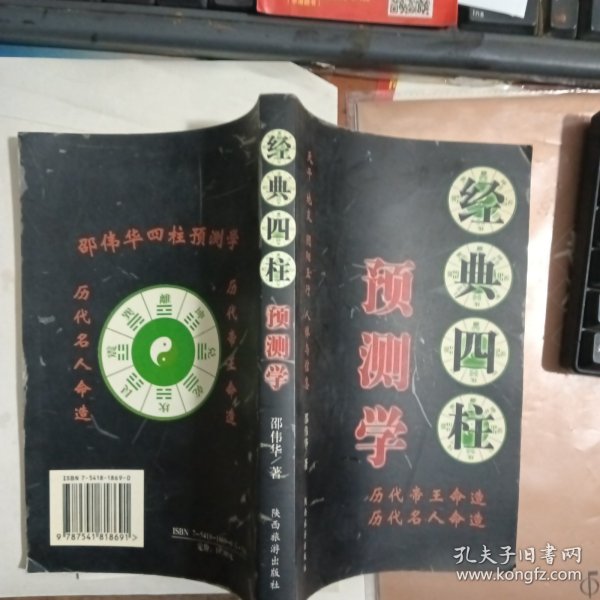 经典四柱
预测学
历代帝王命造
历代名人命造
经典四柱
预测学
邵伟华 著
陕西旅游出版社
邵伟华四柱预测学
历代帝王命造
历代名人命造
離
坎
ISBN 7-5418-1869-0
9787541818691>
孔夫子旧书网
www.kongfz.com